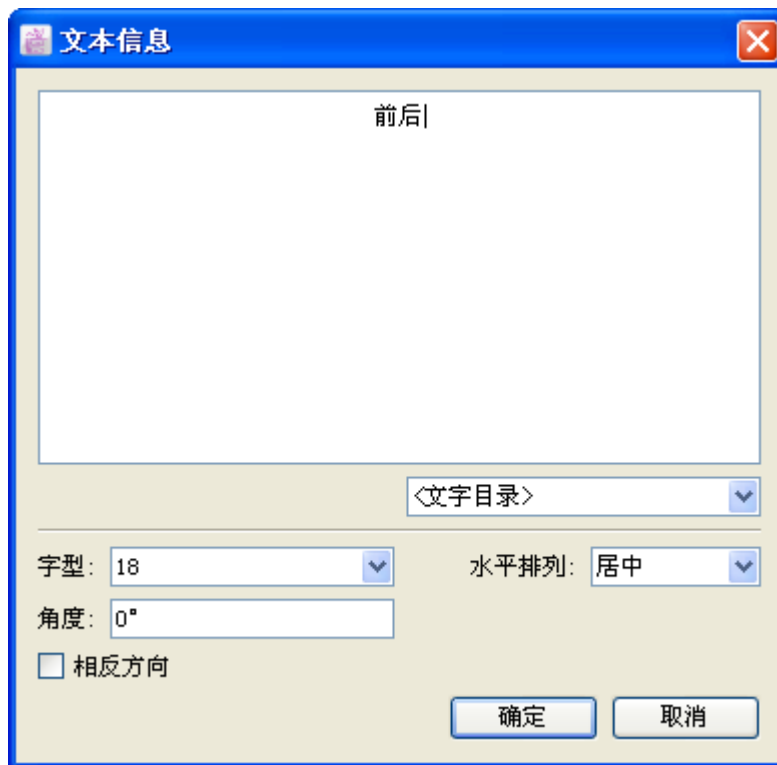 文本信息
前后
<文字目录>
字型: 18 水平排列: 居中
角度: 0°
相反方向
确定 取消